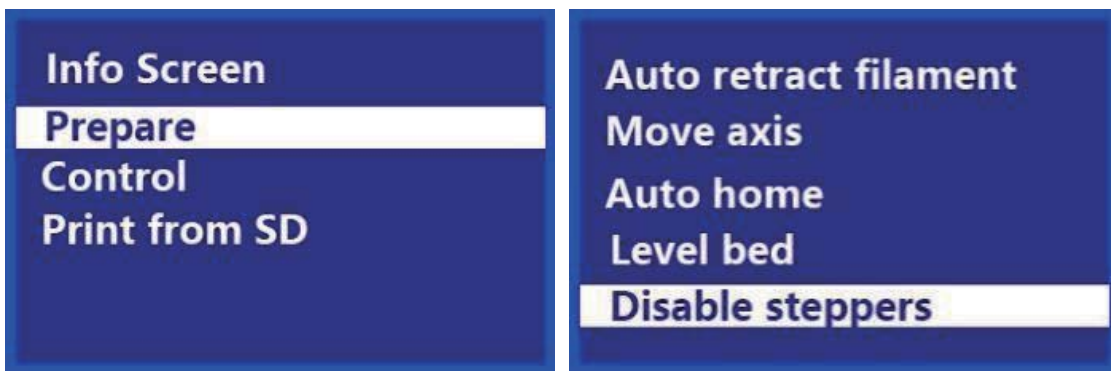 Info Screen
Prepare
Control
Print from SD
Auto retract filament
Move axis
Auto home
Level bed
Disable steppers